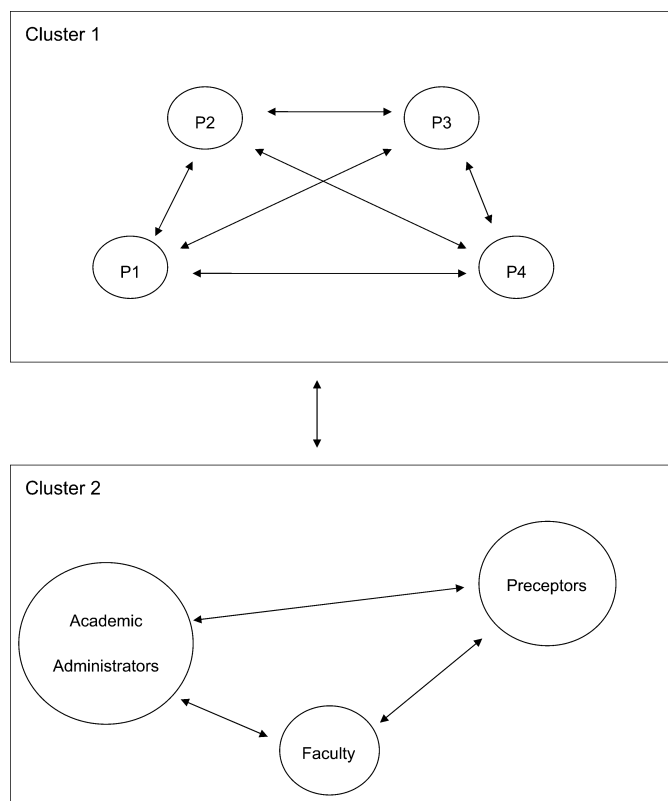 Cluster 1
P2
P3
P1
P4
Cluster 2
Preceptors
Academic
Administrators
Faculty